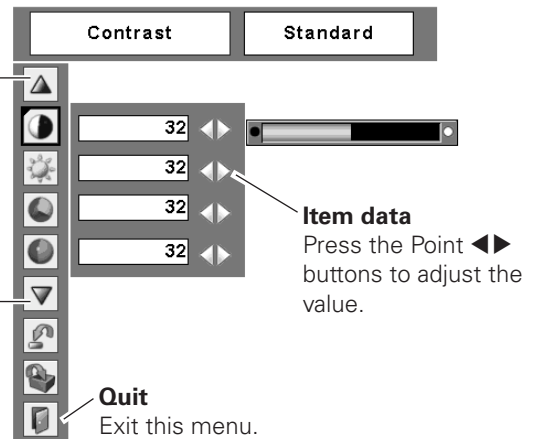 Contrast Standard
32
32
32
32
Item data
Press the Point ◀▶
buttons to adjust the
value.
Quit
Exit this menu.